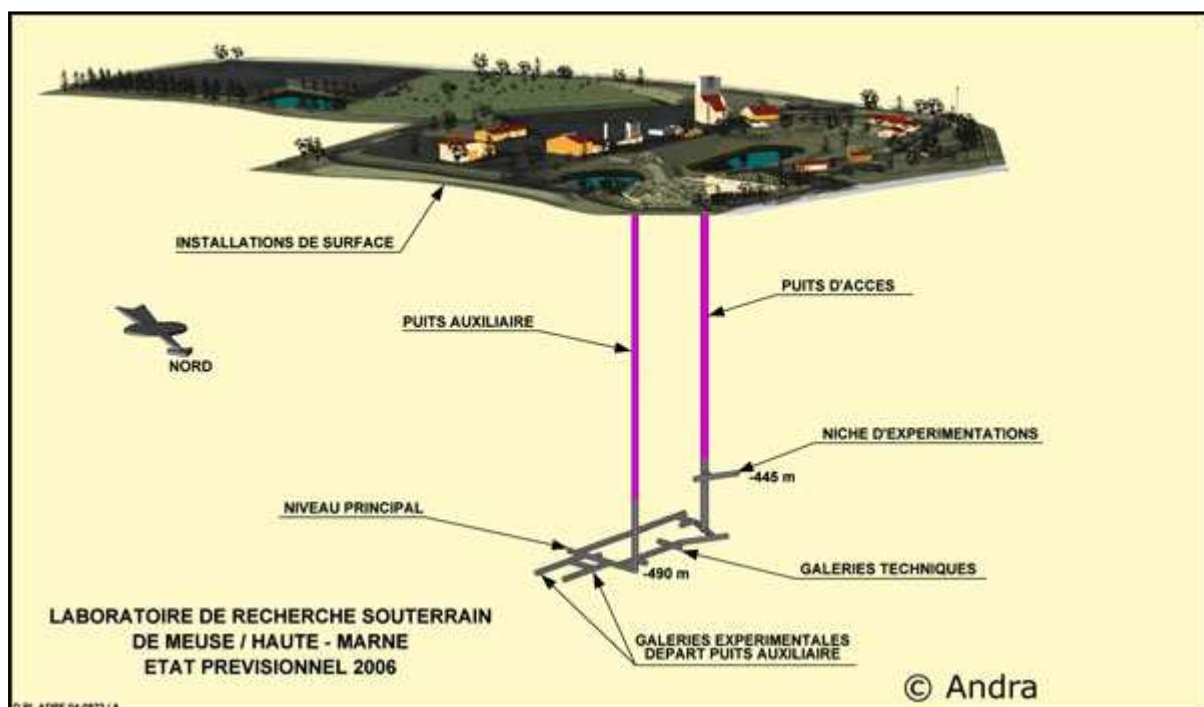 INSTALLATIONS DE SURFACE
PUITS D'ACCES
PUITS AUXILIAIRE
NORD
NICHE D'EXPERIMENTATIONS
-445 m
NIVEAU PRINCIPAL
GALERIES TECHNIQUES
-490 m
LABORATOIRE DE RECHERCHE SOUTERRAIN
DE MEUSE / HAUTE - MARNE
ETAT PREVISIONNEL 2006
GALERIES EXPERIMENTALES
DEPART PUITS AUXILIAIRE
© Andra